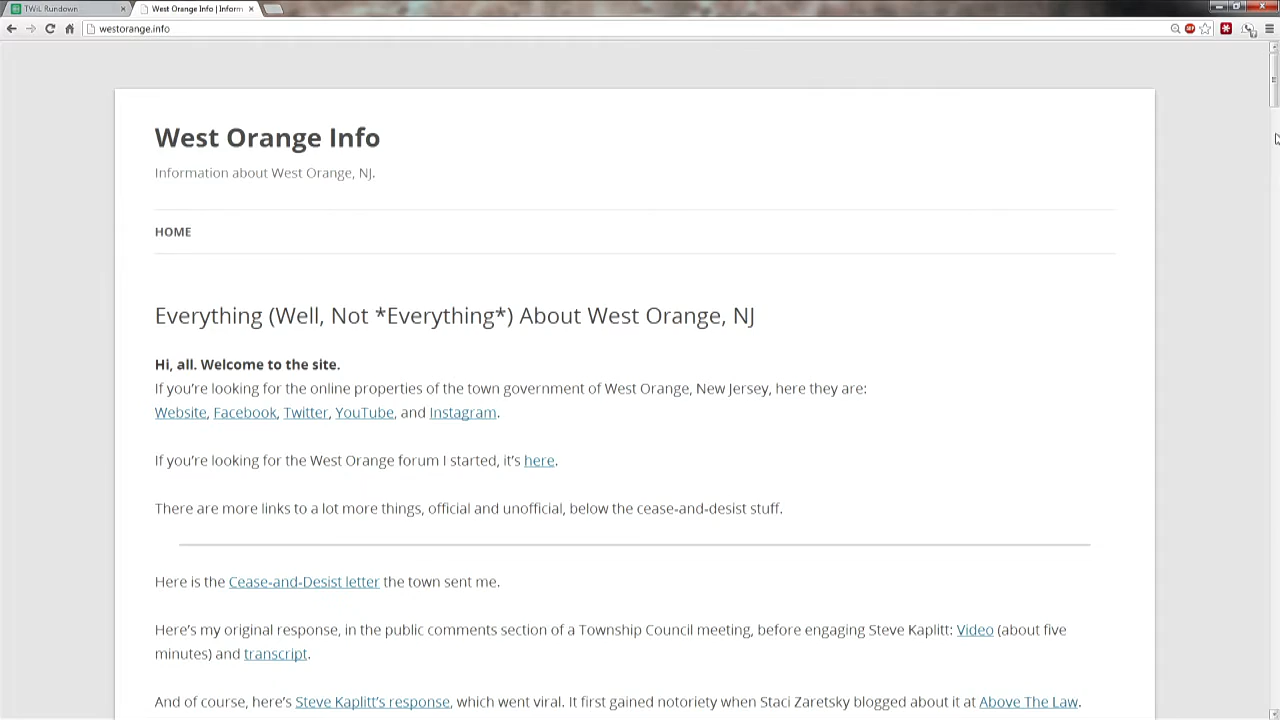 TWiL Rundown
West Orange Info | Inform
westorange.info
West Orange Info
Information about West Orange, NJ.
HOME
Everything (Well, Not *Everything*) About West Orange, NJ
Hi, all. Welcome to the site.
If you're looking for the online properties of the town government of West Orange, New Jersey, here they are:
Website, Facebook, Twitter, YouTube, and Instagram.
If you're looking for the West Orange forum I started, it's here.
There are more links to a lot more things, official and unofficial, below the cease-and-desist stuff.
Here is the Cease-and-Desist letter the town sent me.
Here's my original response, in the public comments section of a Township Council meeting, before engaging Steve Kaplitt: Video (about five
minutes) and transcript.
And of course, here's Steve Kaplitt's response, which went viral. It first gained notoriety when Staci Zaretsky blogged about it at Above The Law.